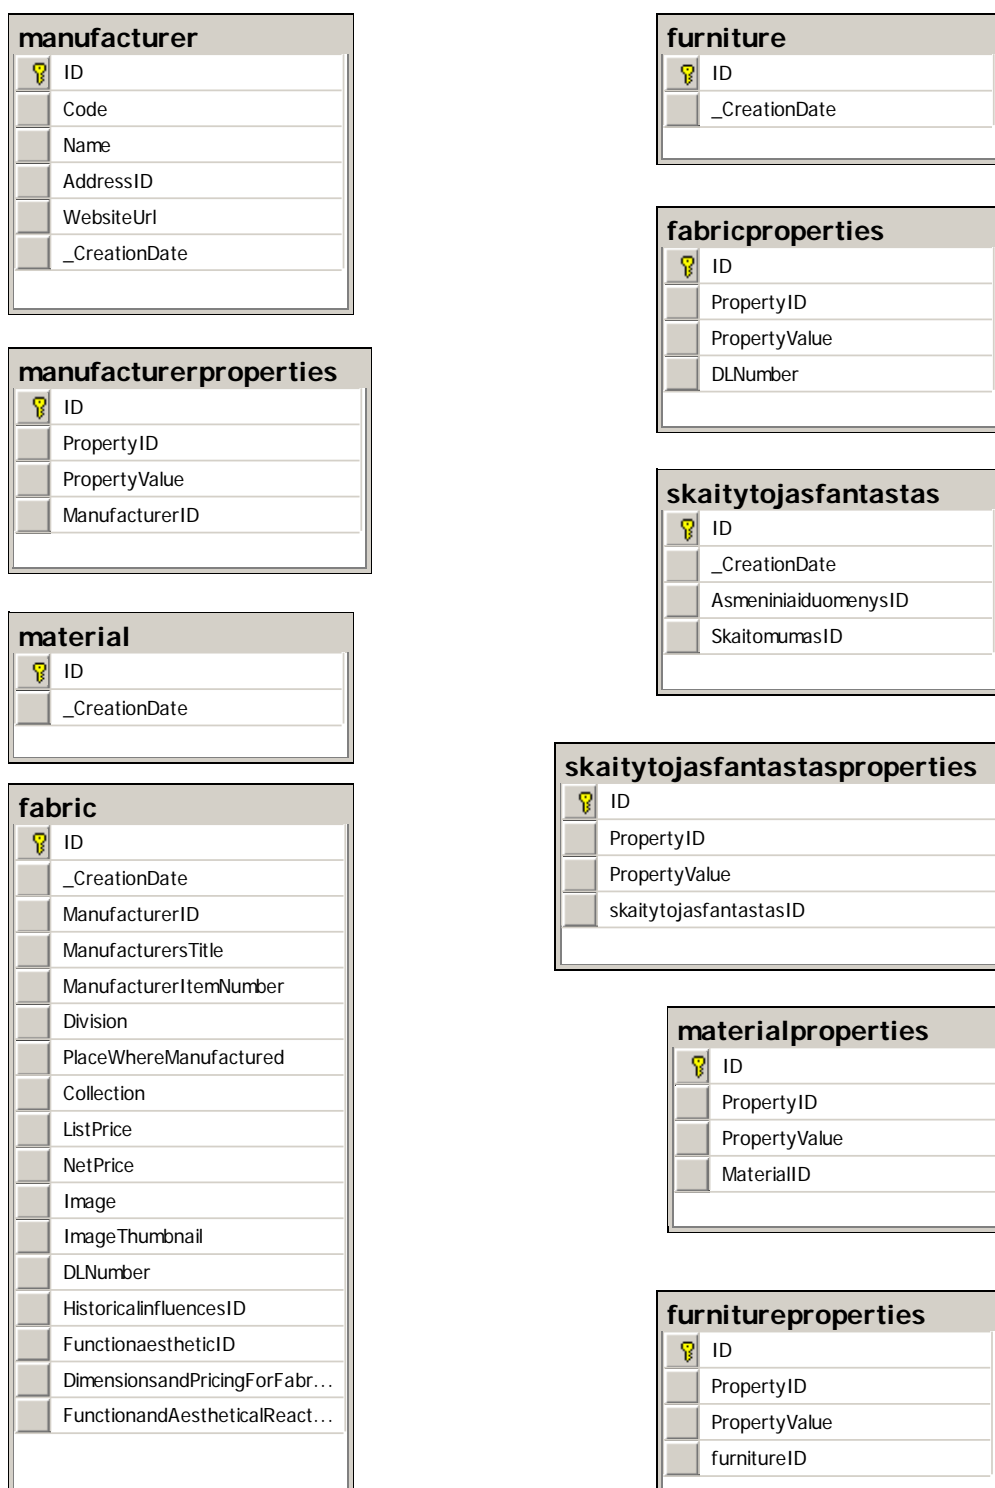 manufacturer
ID
Code
Name
AddressID
WebsiteUrl
_CreationDate
manufacturerproperties
ID
PropertyID
PropertyValue
ManufacturerID
material
ID
_CreationDate
fabric
ID
_CreationDate
ManufacturerID
ManufacturersTitle
ManufacturerItemNumber
Division
PlaceWhereManufactured
Collection
ListPrice
NetPrice
Image
ImageThumbnail
DLNumber
HistoricalinfluencesID
FunctionaestheticID
DimensionsandPricingForFabr...
FunctionandAestheticalReact...
furniture
ID
_CreationDate
fabricproperties
ID
PropertyID
PropertyValue
DLNumber
skaitytojasfantastas
ID
_CreationDate
AsmeniniaiduomenysID
SkaitomumasID
skaitytojasfantastasproperties
ID
PropertyID
PropertyValue
skaitytojasfantastasID
materialproperties
ID
PropertyID
PropertyValue
MaterialID
furnitureproperties
ID
PropertyID
PropertyValue
furnitureID